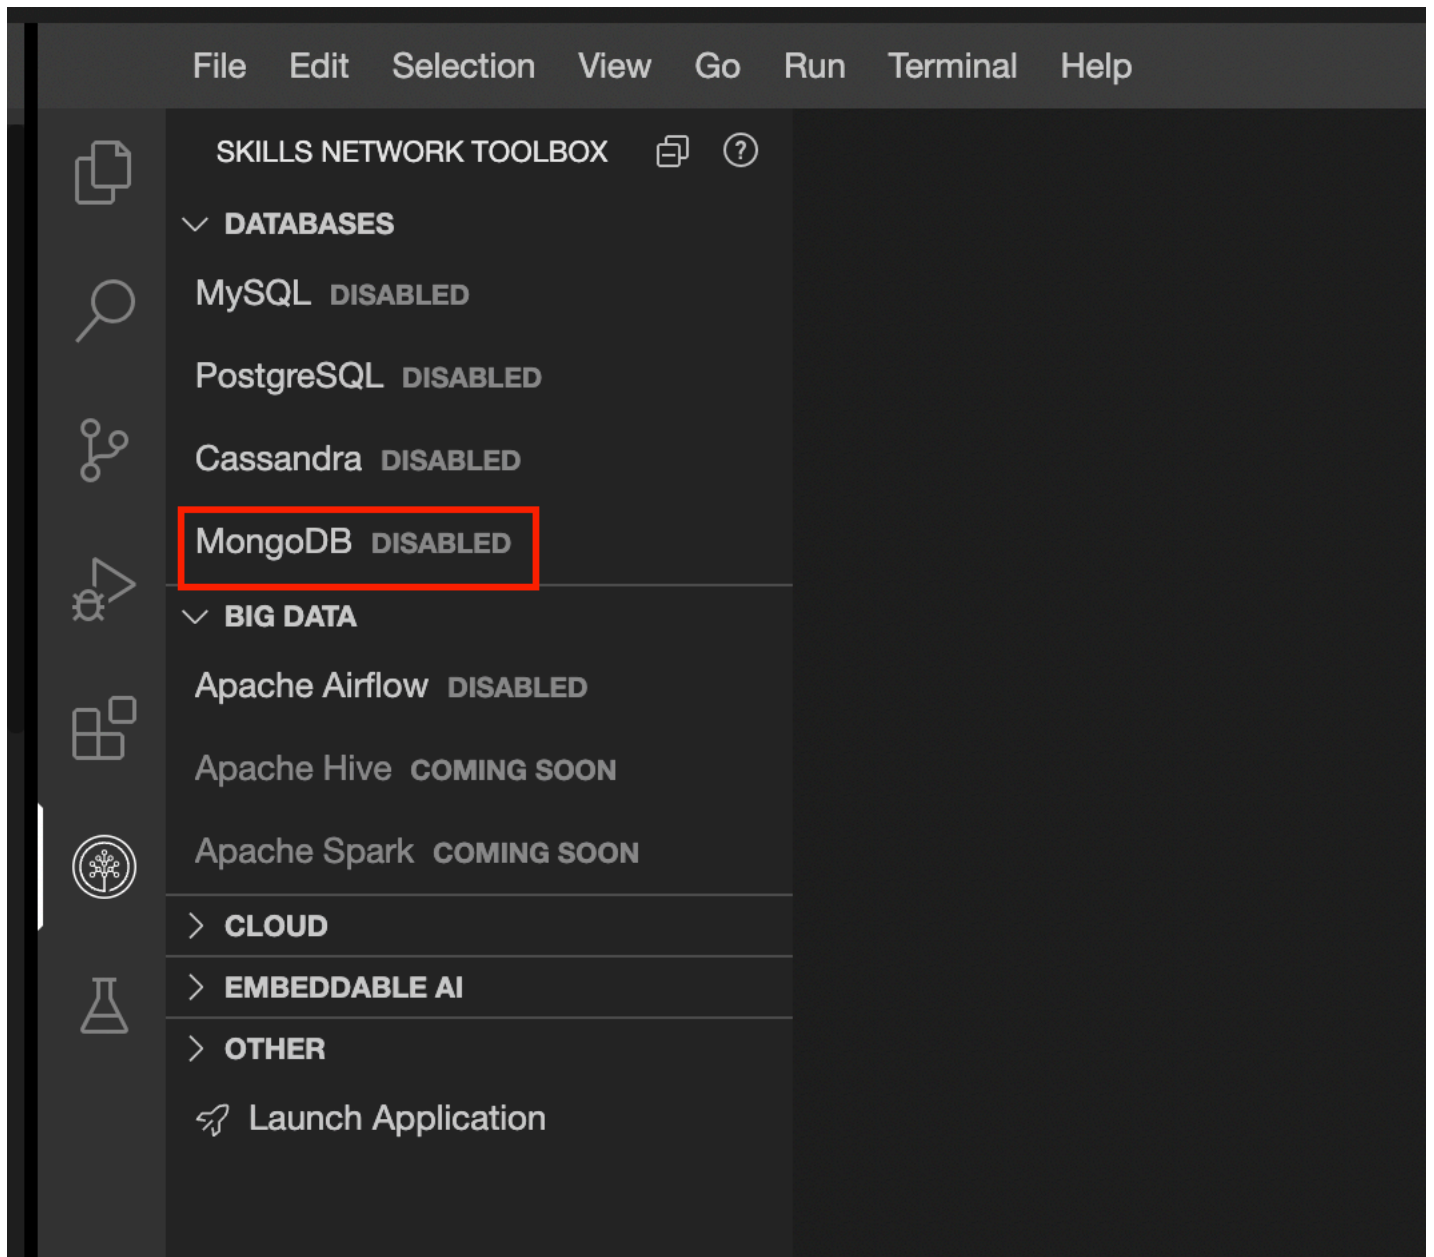 File Edit Selection View Go Run Terminal Help
SKILLS NETWORK TOOLBOX ?
DATABASES
MySQL DISABLED
PostgreSQL DISABLED
Cassandra DISABLED
MongoDB DISABLED
BIG DATA
Apache Airflow DISABLED
Apache Hive COMING SOON
Apache Spark COMING SOON
CLOUD
EMBEDDABLE AI
OTHER
Launch Application